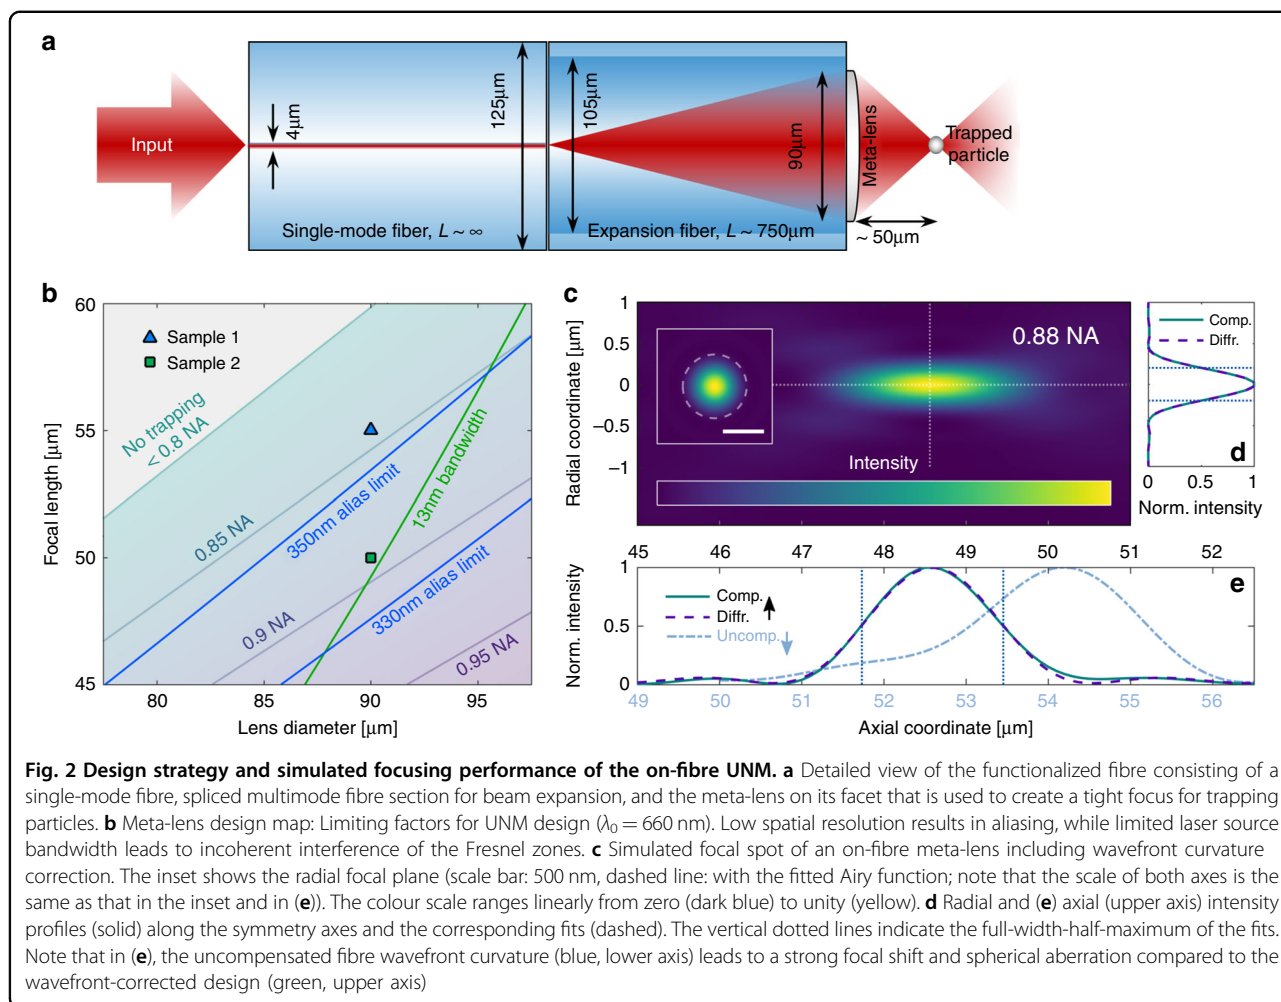 a
Input
4µm
125µm
105µm
90µm
Meta-lens
Trapped
particle
Single-mode fiber, L ~ ∞
Expansion fiber, L ~ 750µm
~ 50µm
b
60
55
50
45
Focal length [µm]
Sample 1
Sample 2
No trapping
< 0.8 NA
0.85 NA
350nm alias limit
13nm bandwidth
0.9 NA
330nm alias limit
0.95 NA
80
85
90
95
Lens diameter [µm]
c
1
0.5
0
−0.5
−1
Radial coordinate [µm]
0.88 NA
Intensity
Comp.
Diffr.
d
0
0.5
1
Norm. intensity
45
46
47
48
49
50
51
52
1
0.5
0
Norm. intensity
Comp.
Diffr.
Uncomp.
e
49
50
51
52
53
54
55
56
Axial coordinate [µm]
Fig. 2 Design strategy and simulated focusing performance of the on-fibre UNM. a Detailed view of the functionalized fibre consisting of a
single-mode fibre, spliced multimode fibre section for beam expansion, and the meta-lens on its facet that is used to create a tight focus for trapping
particles. b Meta-lens design map: Limiting factors for UNM design (λ0 = 660 nm). Low spatial resolution results in aliasing, while limited laser source
bandwidth leads to incoherent interference of the Fresnel zones. c Simulated focal spot of an on-fibre meta-lens including wavefront curvature
correction. The inset shows the radial focal plane (scale bar: 500 nm, dashed line: with the fitted Airy function; note that the scale of both axes is the
same as that in the inset and in (e)). The colour scale ranges linearly from zero (dark blue) to unity (yellow). d Radial and (e) axial (upper axis) intensity
profiles (solid) along the symmetry axes and the corresponding fits (dashed). The vertical dotted lines indicate the full-width-half-maximum of the fits.
Note that in (e), the uncompensated fibre wavefront curvature (blue, lower axis) leads to a strong focal shift and spherical aberration compared to the
wavefront-corrected design (green, upper axis)